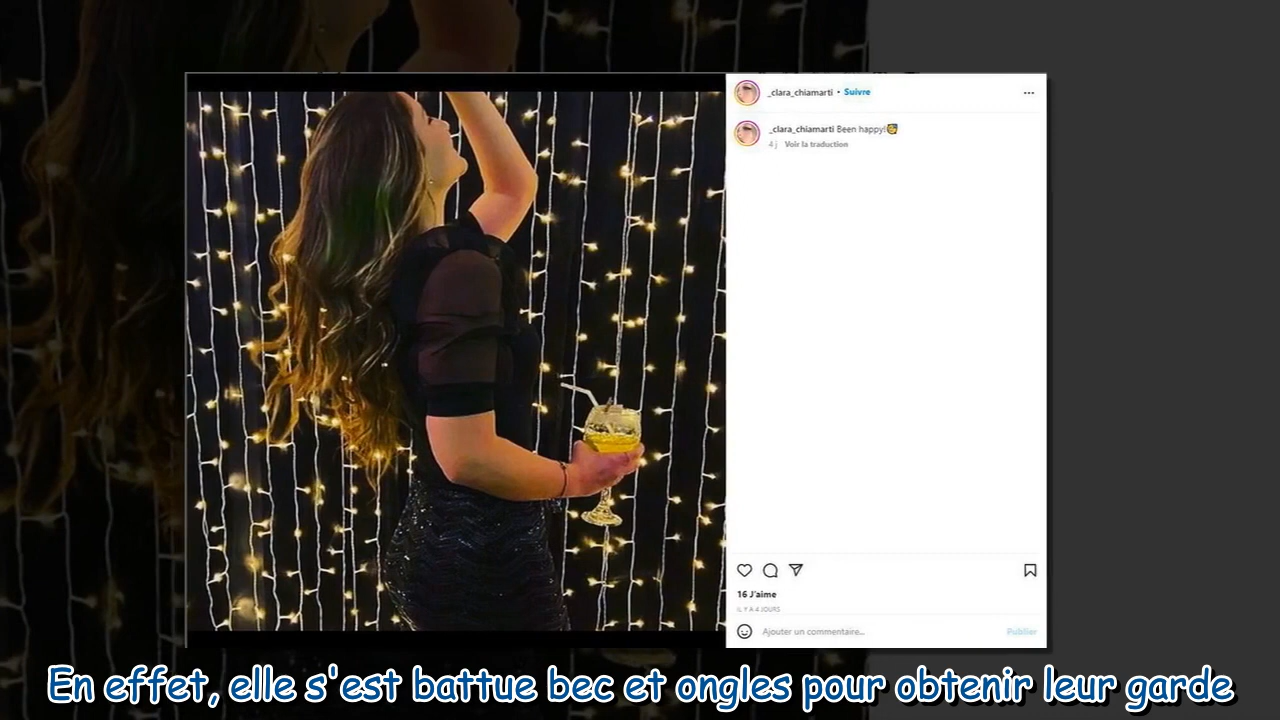 _clara_chiamarti • Suivre
_clara_chiamarti Been happy!🥳
4 j Voir la traduction
16 J'aime
IL Y A 4 JOURS
Ajouter un commentaire...
Publier
En effet, elle s'est battue bec et ongles pour obtenir leur garde